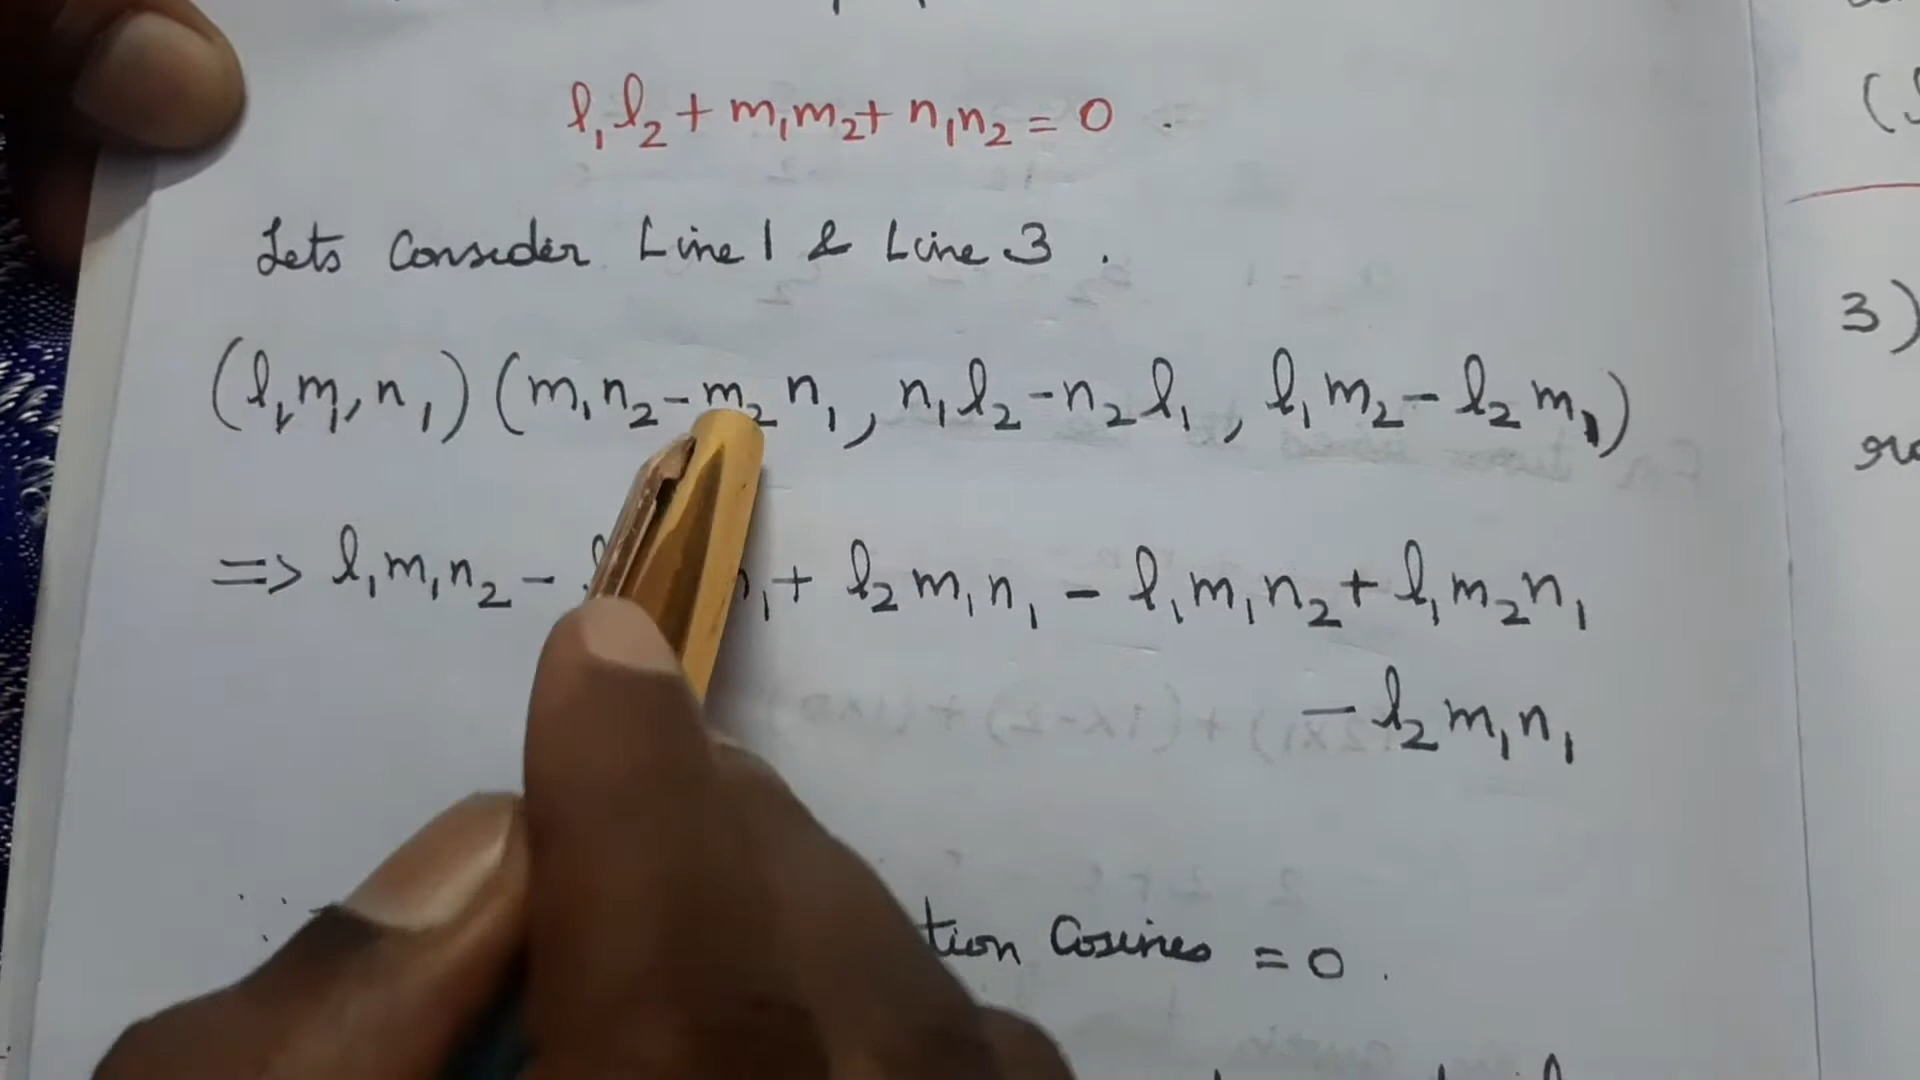 l₁l₂ + m₁m₂ + n₁n₂ = 0 .
Lets Consider Line 1 & Line 3 .
(l₁, m₁, n₁) (m₁n₂ - m₂n₁, n₁l₂ - n₂l₁, l₁m₂ - l₂m₁)
=> l₁m₁n₂ - + l₂m₁n₁ - l₁m₁n₂ + l₁m₂n₁
- l₂m₁n₁
Cosines = 0 .
3)